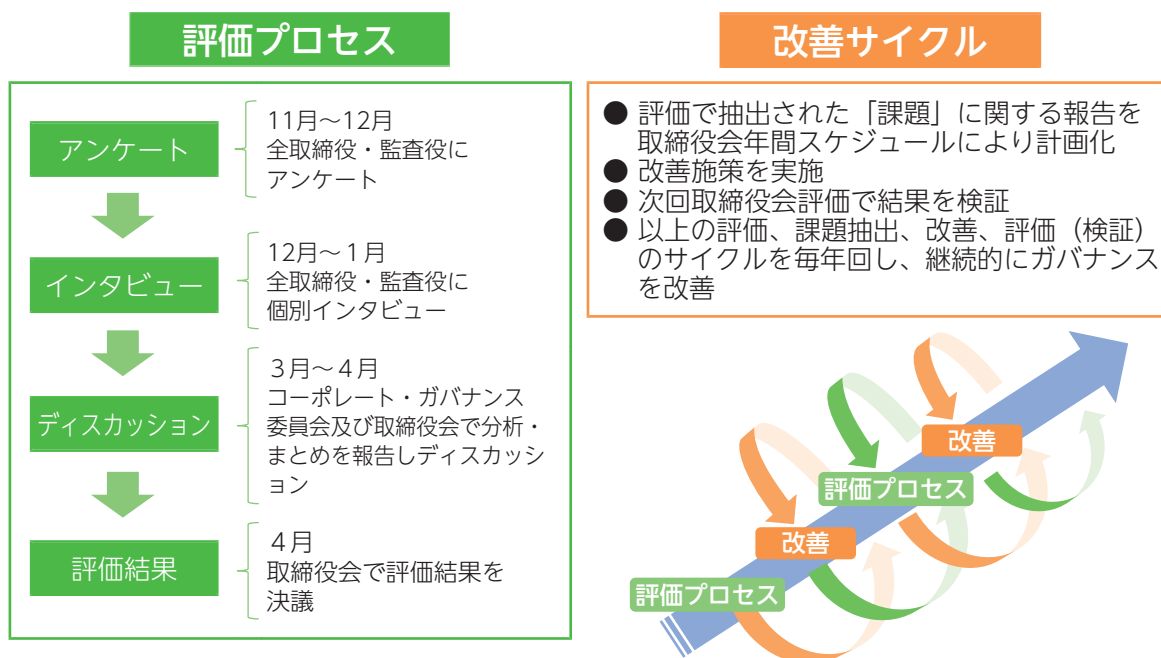 評価プロセス
アンケート
11月～12月
全取締役・監査役に
アンケート
インタビュー
12月～１月
全取締役・監査役に
個別インタビュー
ディスカッション
３月～４月
コーポレート・ガバナンス
委員会及び取締役会で分析・
まとめを報告しディスカッシ
ョン
評価結果
４月
取締役会で評価結果を
決議
改善サイクル
● 評価で抽出された「課題」に関する報告を
取締役会年間スケジュールにより計画化
● 改善施策を実施
● 次回取締役会評価で結果を検証
● 以上の評価、課題抽出、改善、評価（検証）
のサイクルを毎年回し、継続的にガバナンス
を改善
改善
評価プロセス
改善
評価プロセス